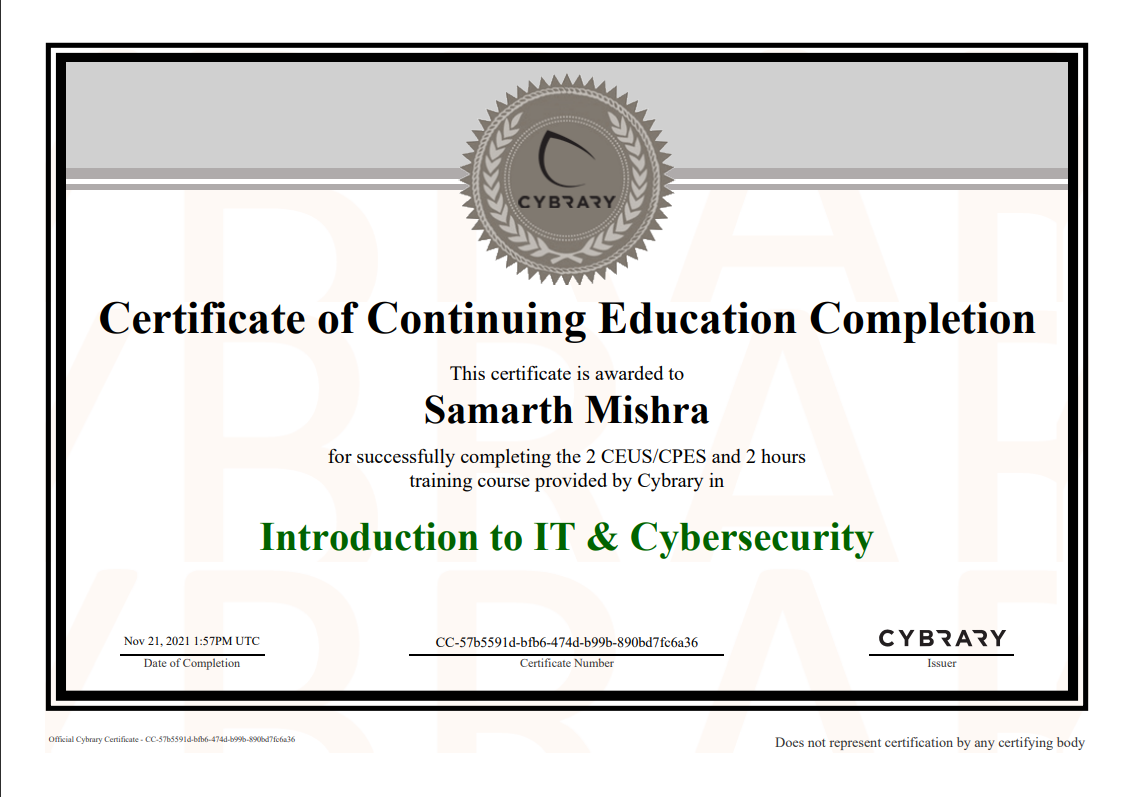 CYBRARY
Certificate of Continuing Education Completion
This certificate is awarded to
Samarth Mishra
for successfully completing the 2 CEUS/CPES and 2 hours
training course provided by Cybrary in
Introduction to IT & Cybersecurity
Nov 21, 2021 1:57PM UTC
Date of Completion
CC-57b5591d-bfb6-474d-b99b-890bd7fc6a36
Certificate Number
CYBRARY
Issuer
Official Cybrary Certificate - CC-57b5591d-bfb6-474d-b99b-890bd7fc6a36
Does not represent certification by any certifying body